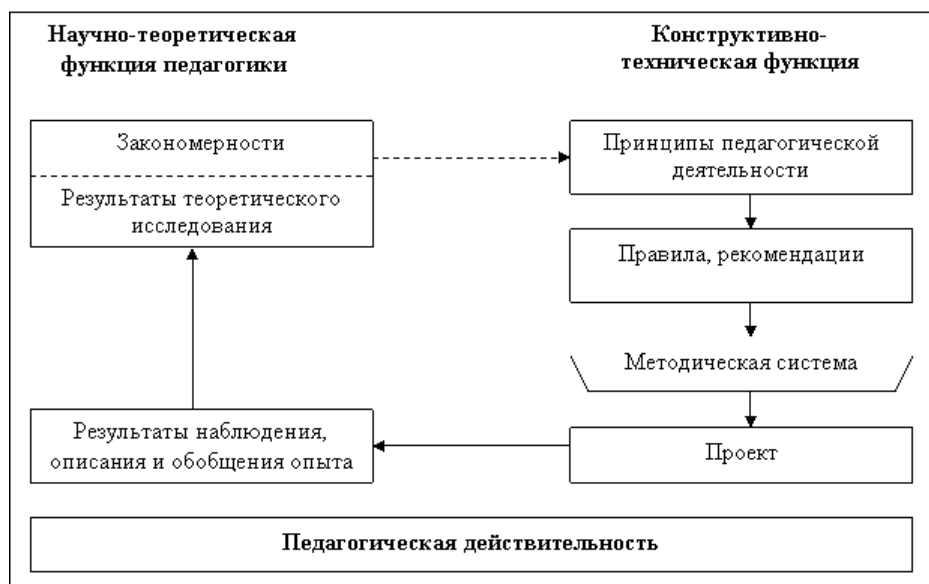 Научно-теоретическая
функция педагогики
Конструктивно-
техническая функция
Закономерности
Результаты теоретического
исследования
Принципы педагогической
деятельности
Правила, рекомендации
Методическая система
Результаты наблюдения,
описания и обобщения опыта
Проект
Педагогическая действительность